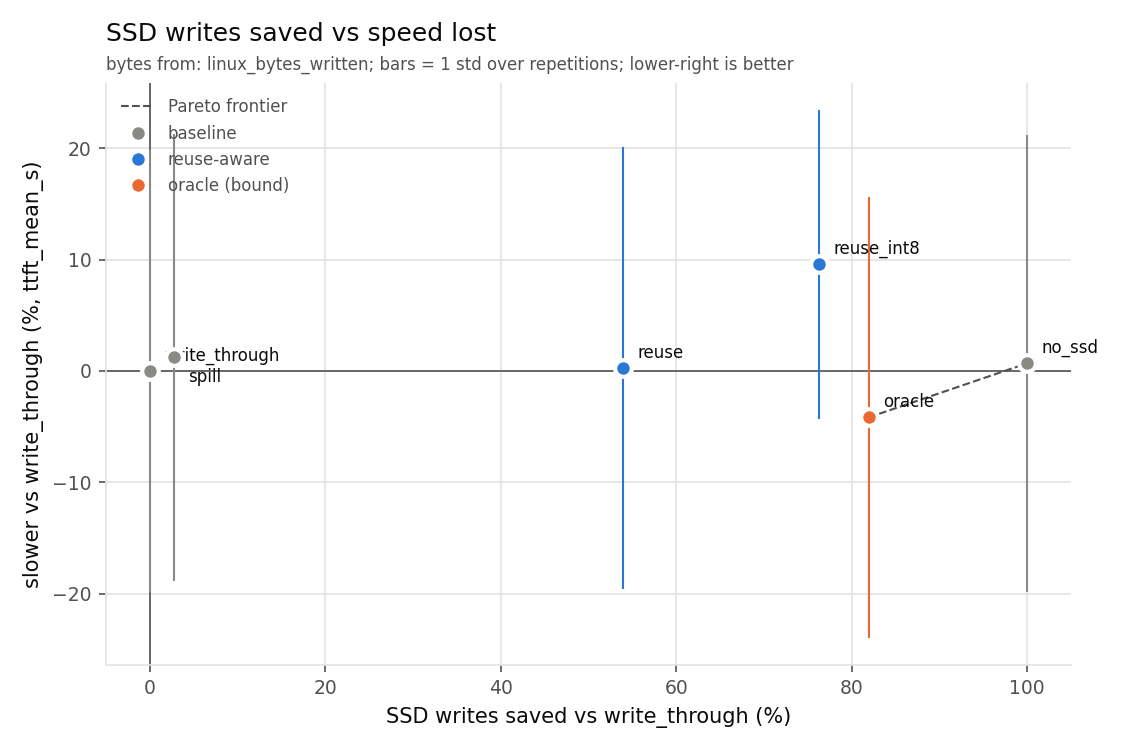 SSD writes saved vs speed lost
bytes from: linux_bytes_written; bars = 1 std over repetitions; lower-right is better
Pareto frontier
baseline
reuse-aware
oracle (bound)
slower vs write_through (%, ttft_mean_s)
20
10
0
−10
−20
reuse_int8
write_through
spill
reuse
no_ssd
oracle
0
20
40
60
80
100
SSD writes saved vs write_through (%)